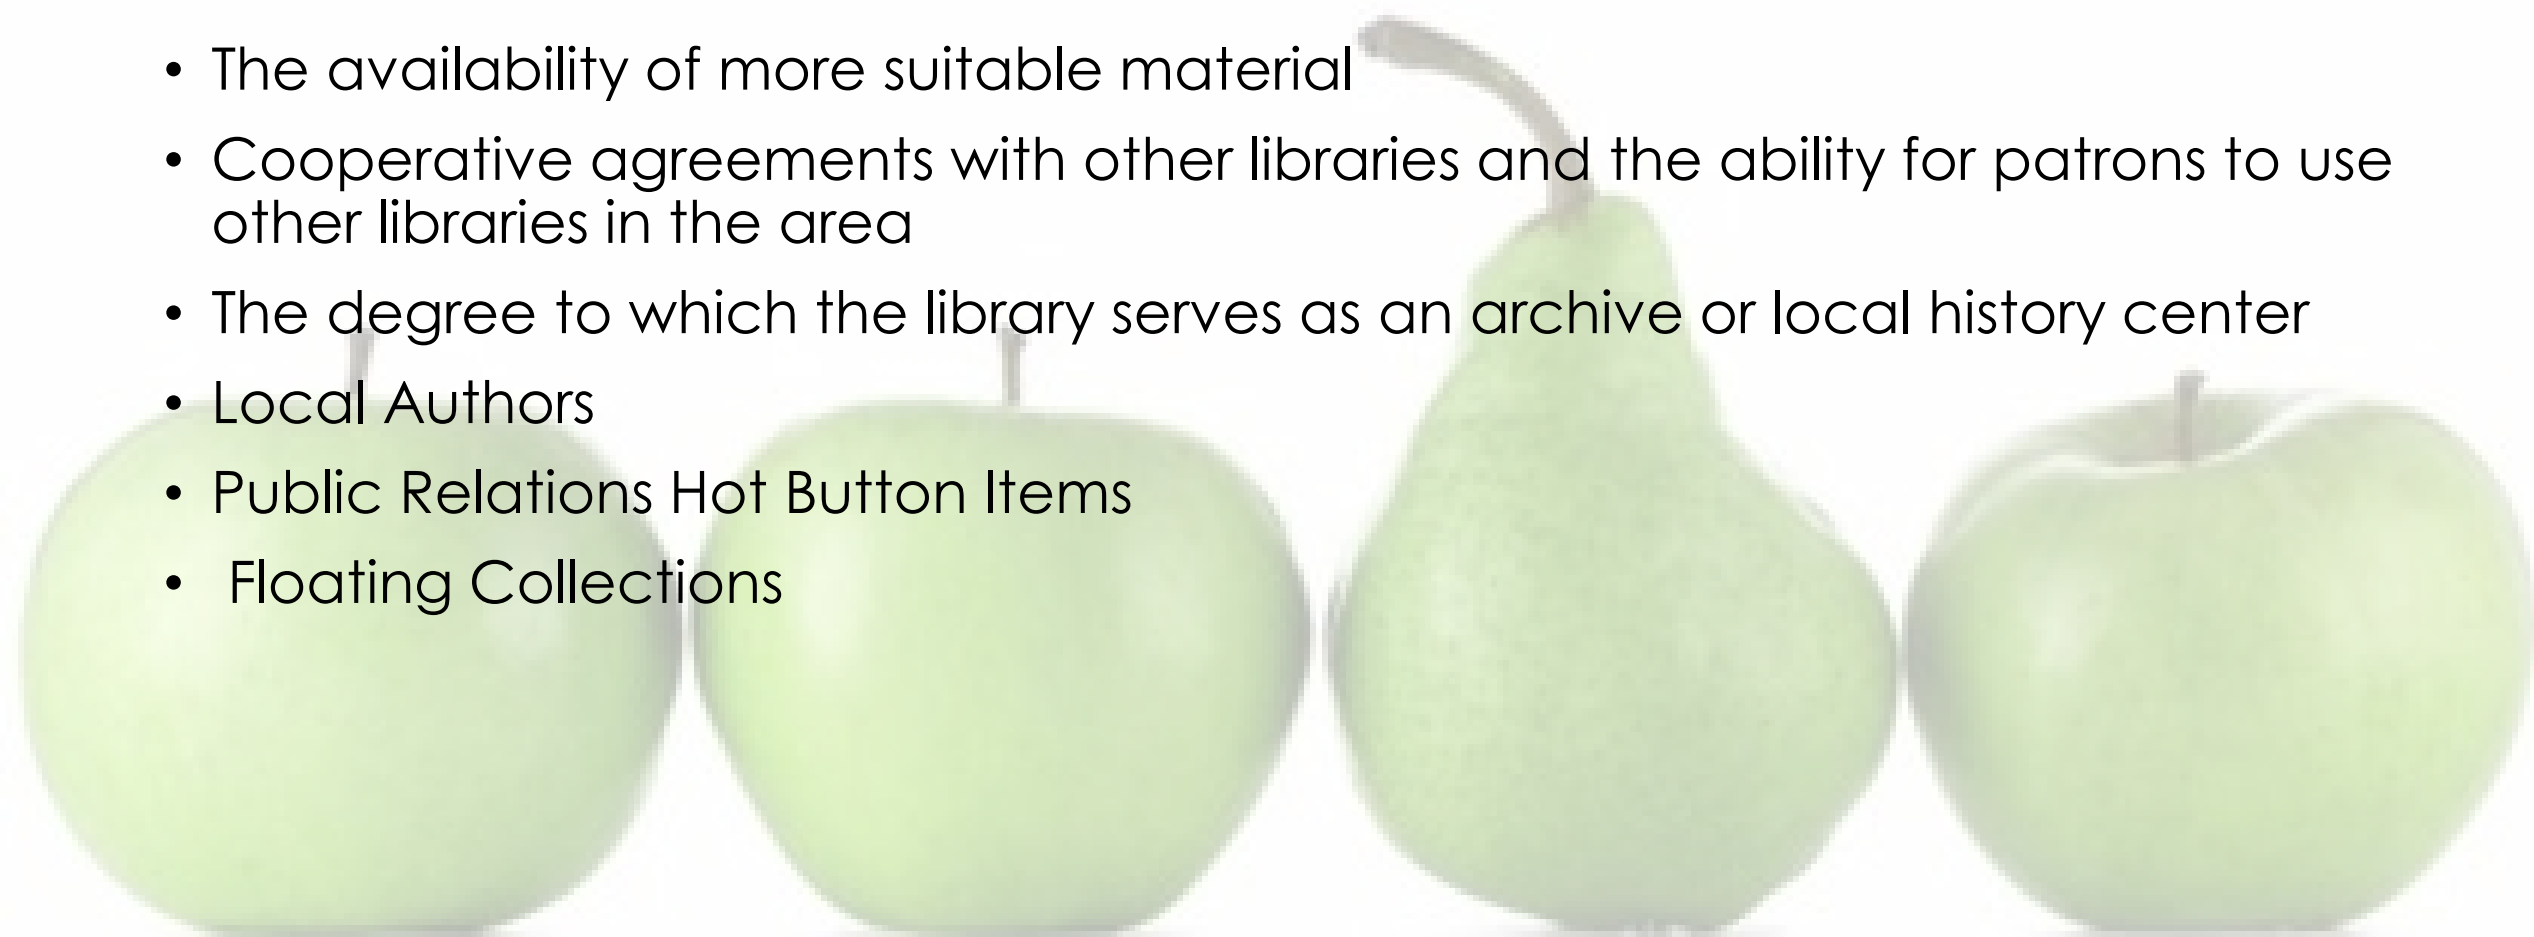 • The availability of more suitable material
• Cooperative agreements with other libraries and the ability for patrons to use
other libraries in the area
• The degree to which the library serves as an archive or local history center
• Local Authors
• Public Relations Hot Button Items
• Floating Collections